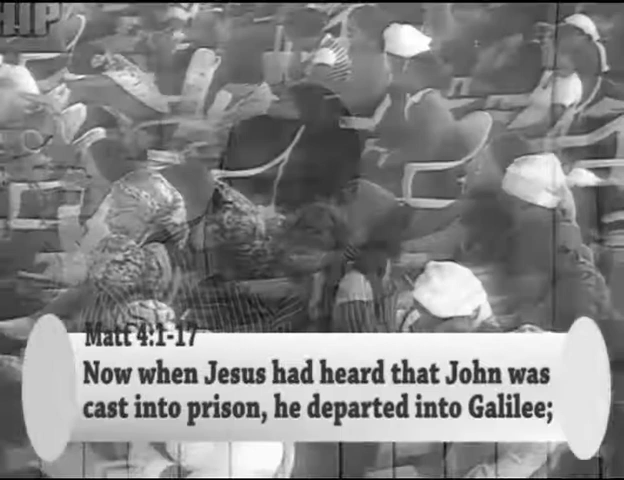 HIP
Matt 4:1-17
Now when Jesus had heard that John was
cast into prison, he departed into Galilee;